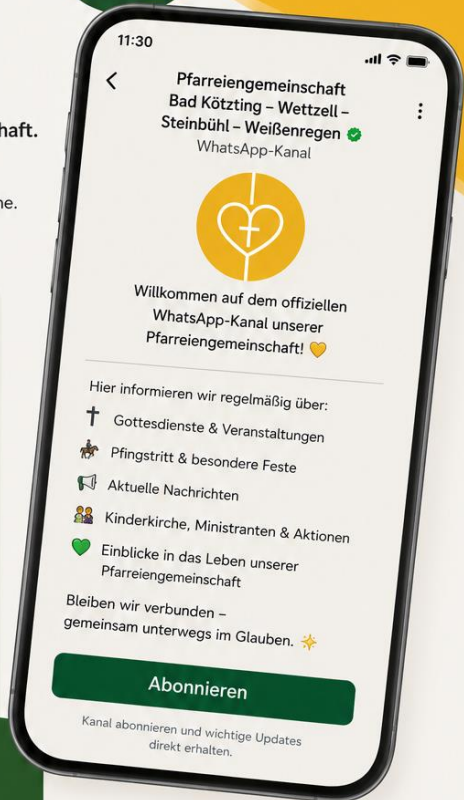 haft.
ne.
11:30
Pfarreiengemeinschaft
Bad Kötzting – Wettzell –
Steinbühl – Weißenregen
WhatsApp-Kanal
Willkommen auf dem offiziellen
WhatsApp-Kanal unserer
Pfarreiengemeinschaft! 🧡
Hier informieren wir regelmäßig über:
Gottesdienste & Veranstaltungen
Pfingstritt & besondere Feste
Aktuelle Nachrichten
Kinderkirche, Ministranten & Aktionen
Einblicke in das Leben unserer
Pfarreiengemeinschaft
Bleiben wir verbunden –
gemeinsam unterwegs im Glauben. ✨
Abonnieren
Kanal abonnieren und wichtige Updates
direkt erhalten.